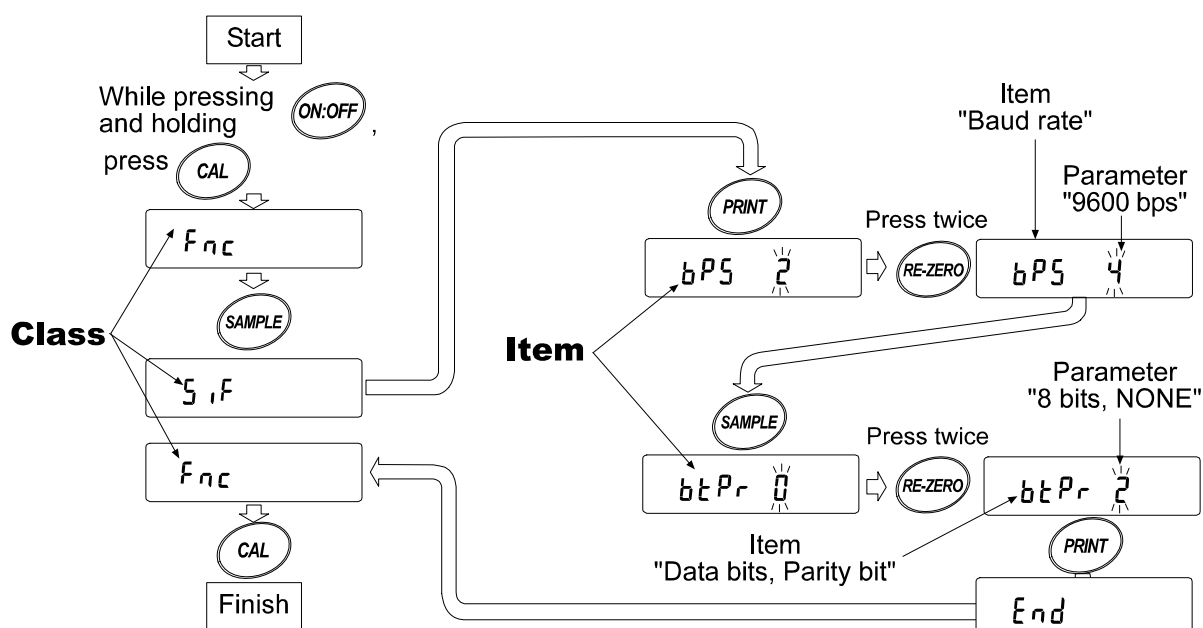 Start
While pressing
and holding
ON:OFF
,
press
CAL
Fnc
SAMPLE
Class
SiF
Fnc
CAL
Finish
PRINT
bPS 2
Press twice
RE-ZERO
Item
"Baud rate"
Parameter
"9600 bps"
bPS 4
Item
SAMPLE
btPr 0
Press twice
RE-ZERO
Parameter
"8 bits, NONE"
btPr 2
Item
"Data bits, Parity bit"
PRINT
End